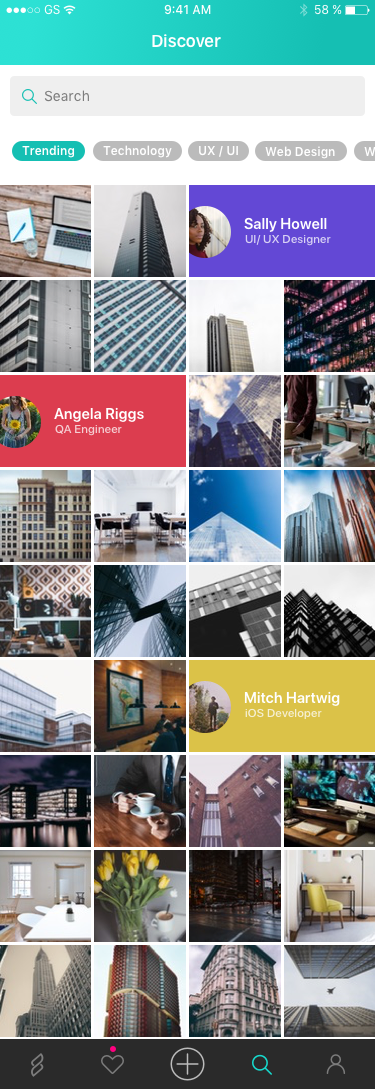 GS 9:41 AM 58 %
Discover
Search
Trending Technology UX / UI Web Design W
Sally Howell
UI/ UX Designer
Angela Riggs
QA Engineer
Mitch Hartwig
iOS Developer